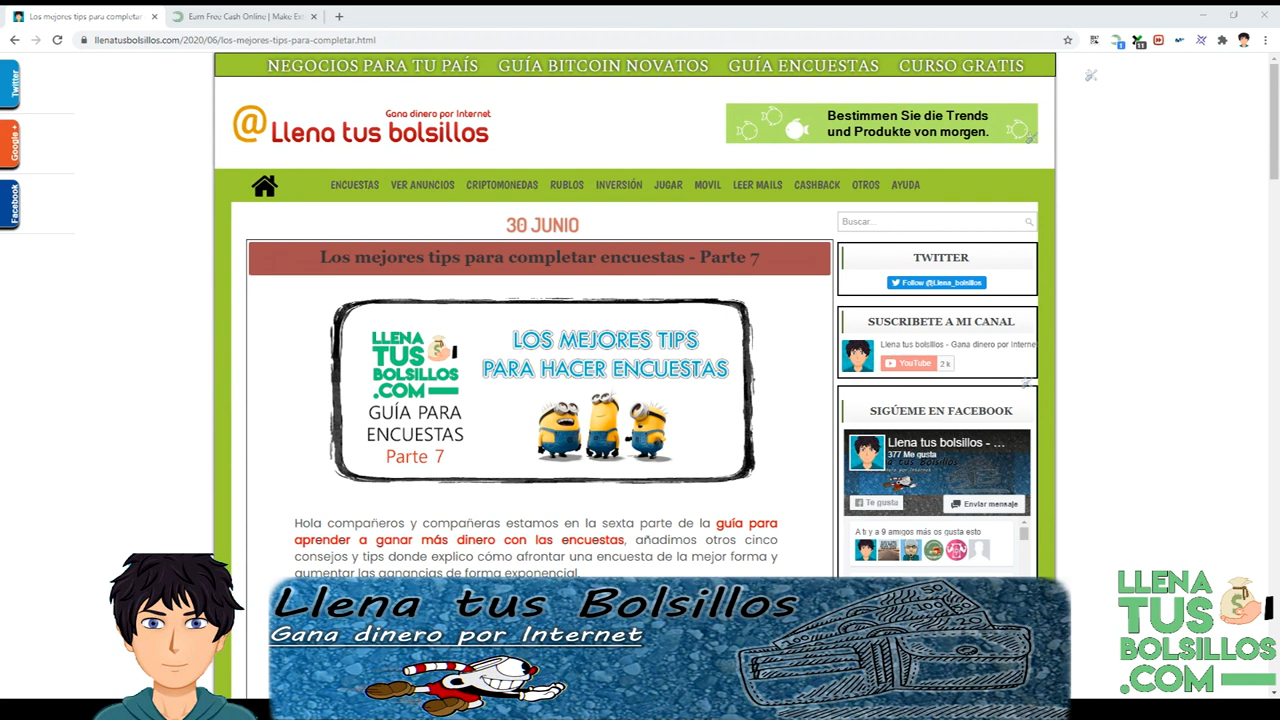 Los mejores tips para completar
Earn Free Cash Online | Make Ex
llenatusbolsillos.com/2020/06/los-mejores-tips-para-completar.html
Twitter
Google +
Facebook
NEGOCIOS PARA TU PAÍS GUÍA BITCOIN NOVATOS GUÍA ENCUESTAS CURSO GRATIS
Gana dinero por Internet
@Llena tus bolsillos
Bestimmen Sie die Trends
und Produkte von morgen.
ENCUESTAS VER ANUNCIOS CRIPTOMONEDAS RUBLOS INVERSIÓN JUGAR MOVIL LEER MAILS CASHBACK OTROS AYUDA
30 JUNIO
Los mejores tips para completar encuestas - Parte 7
LLENA
TUS
BOLSILLOS
.COM
GUÍA PARA
ENCUESTAS
Parte 7
LOS MEJORES TIPS
PARA HACER ENCUESTAS
Hola compañeros y compañeras estamos en la sexta parte de la guía para
aprender a ganar más dinero con las encuestas, añadimos otros cinco
consejos y tips donde explico cómo afrontar una encuesta de la mejor forma y
aumentar las ganancias de forma exponencial.
Buscar...
TWITTER
Follow @Llena_bolsillos
SUSCRIBETE A MI CANAL
Llena tus bolsillos - Gana dinero por Interne
YouTube 2 k
SIGÚEME EN FACEBOOK
Llena tus bolsillos - ...
377 Me gusta
Te gusta
Enviar mensaje
A ti y a 9 amigos más os gusta esto
Llena tus Bolsillos
Gana dinero por Internet
LLENA
TUS
BOLSILLOS
.COM